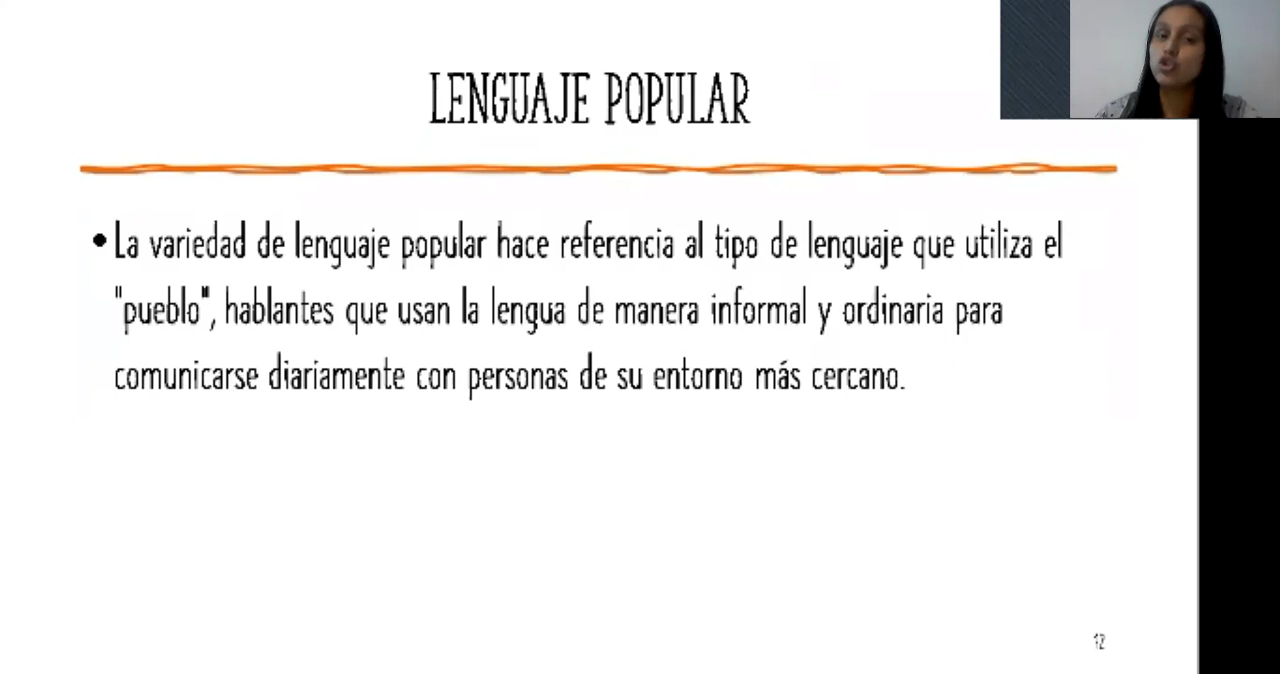 LENGUAJE POPULAR
•La variedad de lenguaje popular hace referencia al tipo de lenguaje que utiliza el
"pueblo", hablantes que usan la lengua de manera informal y ordinaria para
comunicarse diariamente con personas de su entorno más cercano.
12